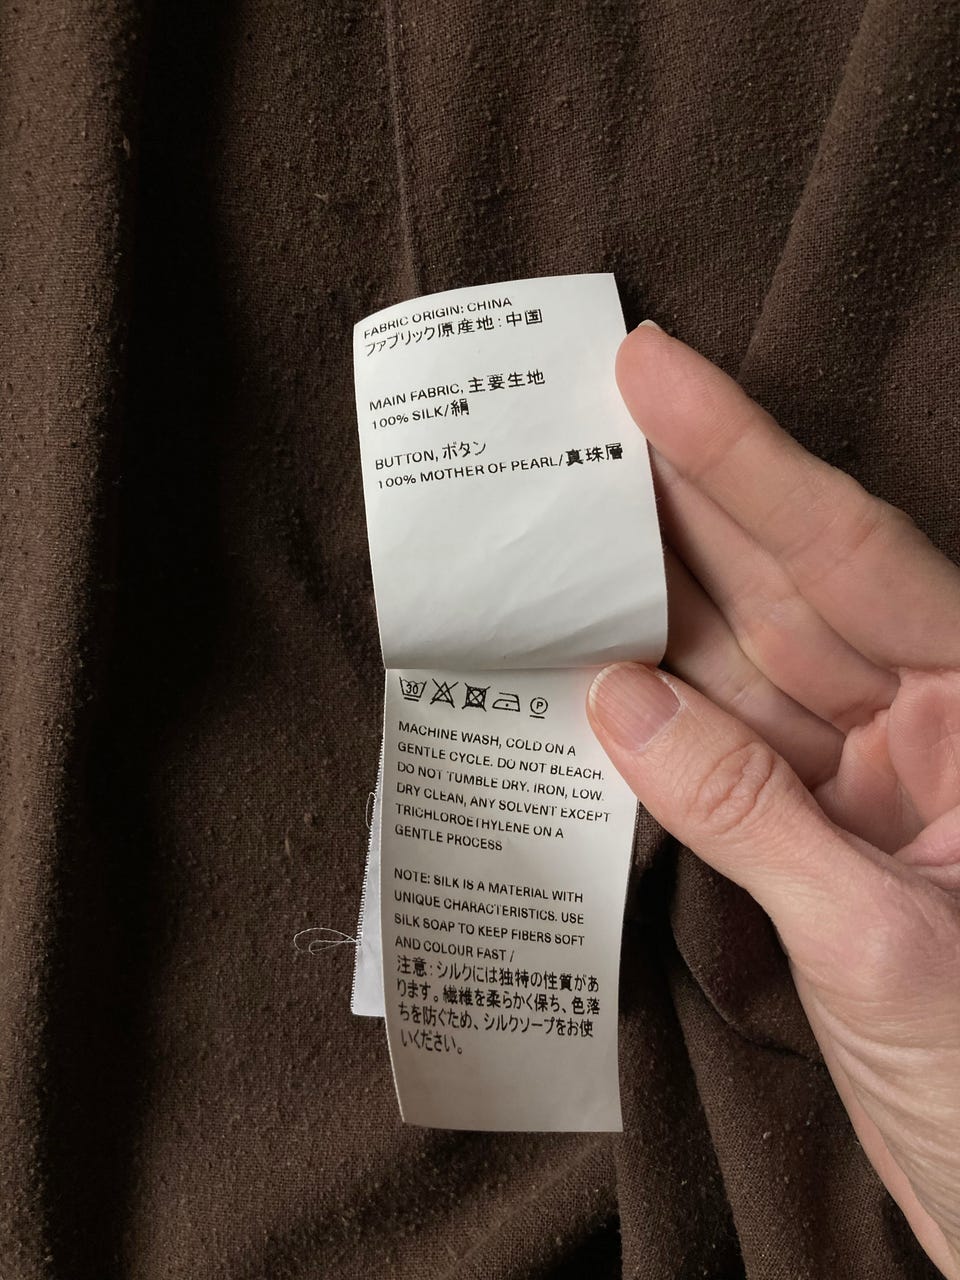 FABRIC ORIGIN: CHINA
ファブリック原産地：中国
MAIN FABRIC, 主要生地
100% SILK/絹
BUTTON, ボタン
100% MOTHER OF PEARL/真珠層
30 P
MACHINE WASH, COLD ON A
GENTLE CYCLE. DO NOT BLEACH.
DO NOT TUMBLE DRY. IRON, LOW.
DRY CLEAN, ANY SOLVENT EXCEPT
TRICHLOROETHYLENE ON A
GENTLE PROCESS
NOTE: SILK IS A MATERIAL WITH
UNIQUE CHARACTERISTICS. USE
SILK SOAP TO KEEP FIBERS SOFT
AND COLOUR FAST /
注意：シルクには独特の性質があ
ります。繊維を柔らかく保ち、色落
ちを防ぐため、シルクソープをお使
いください。